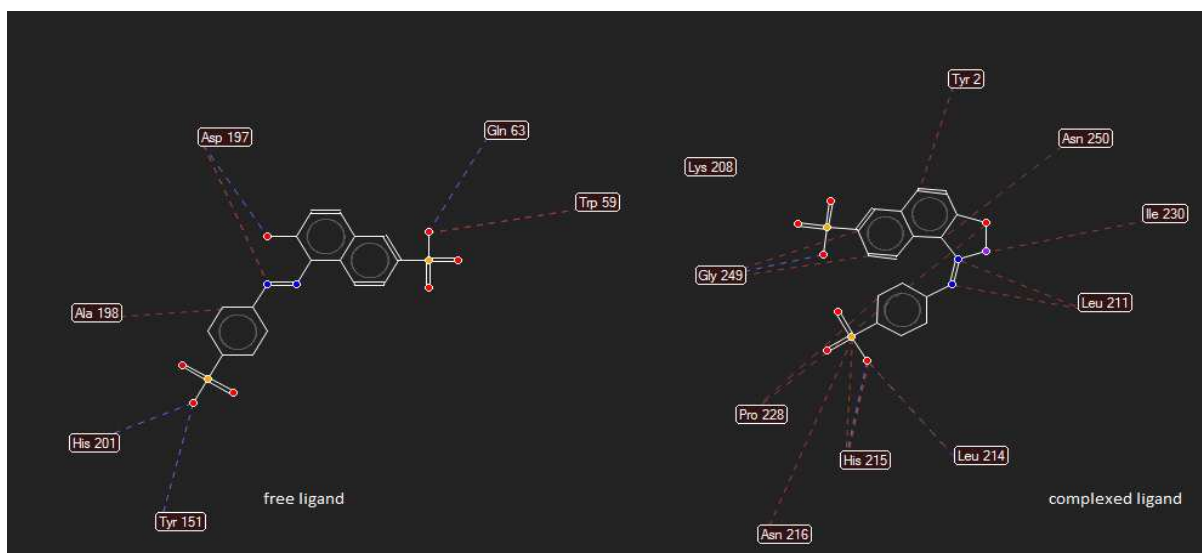 Asp 197
Gln 63
Trp 59
Ala 198
His 201
Tyr 151
free ligand
Tyr 2
Asn 250
Lys 208
Ile 230
Gly 249
Leu 211
Pro 228
His 215
Leu 214
Asn 216
complexed ligand